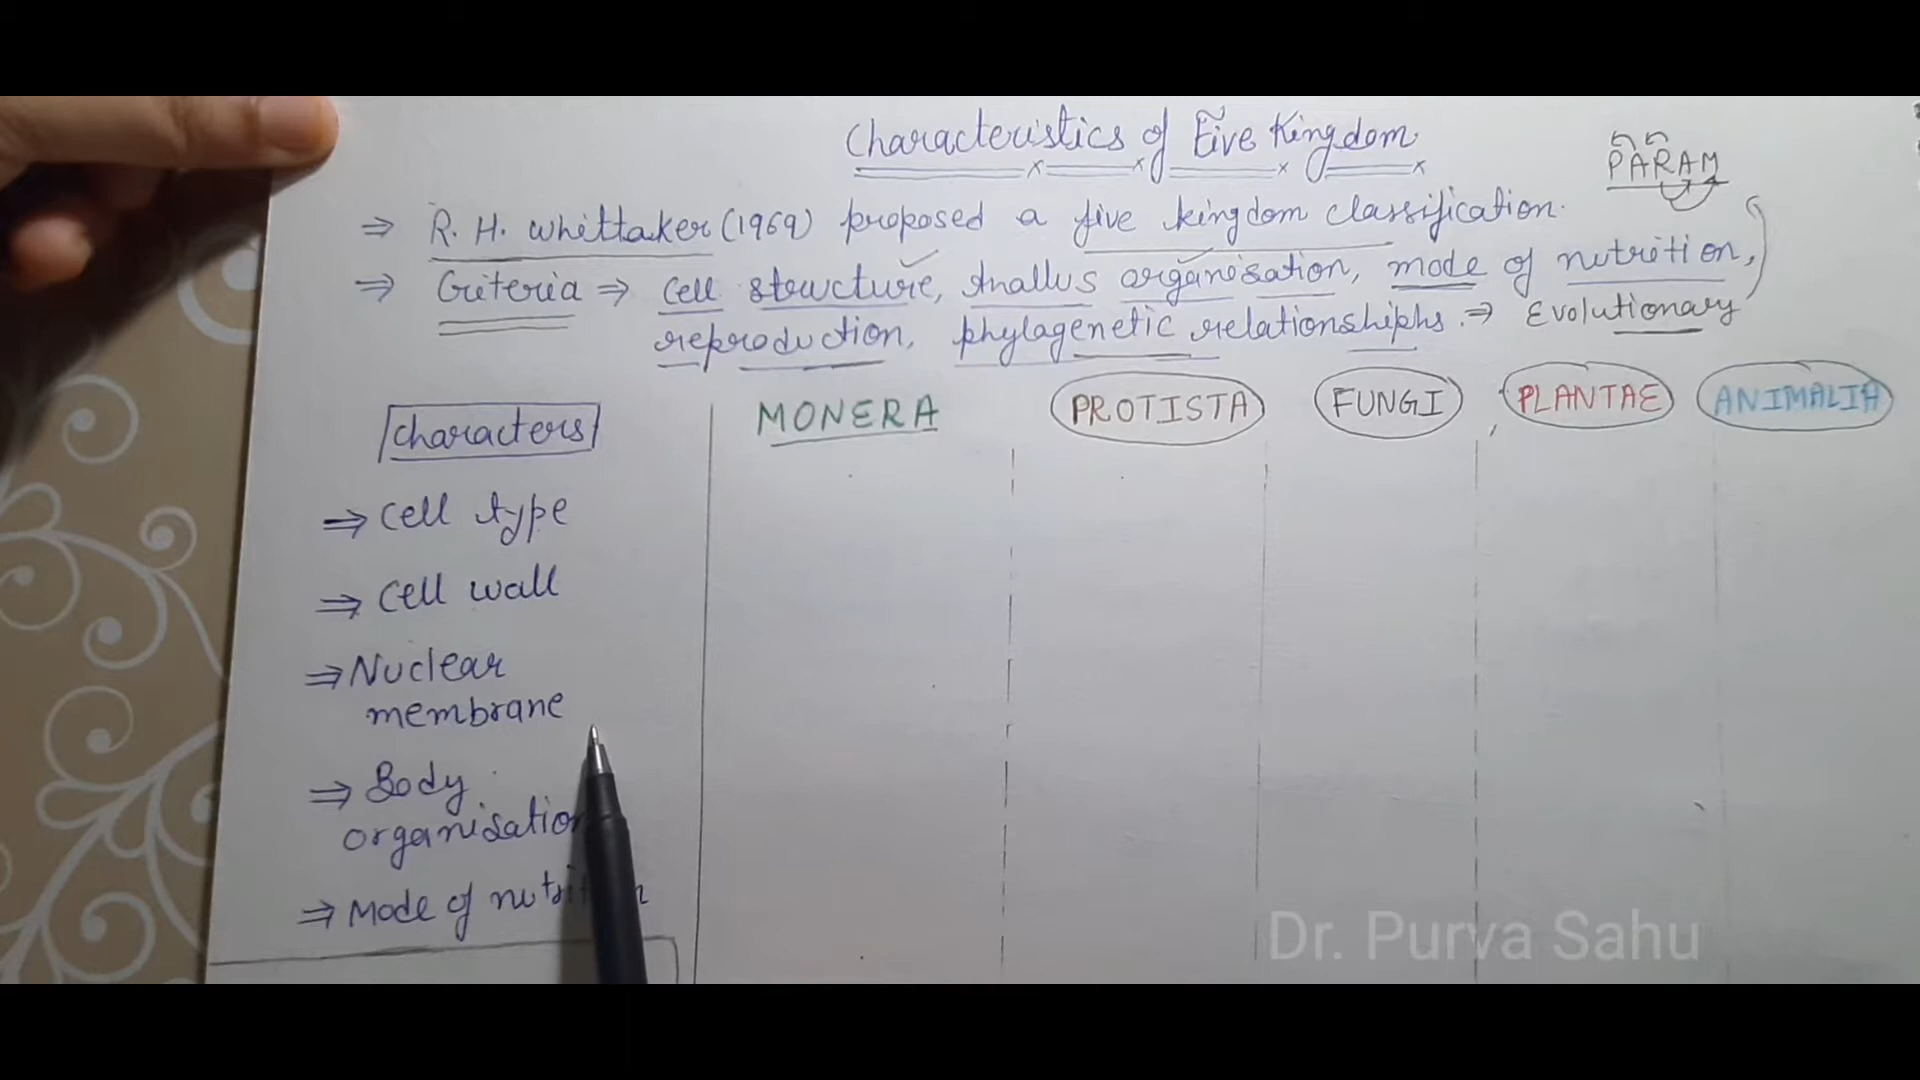 Characteristics of Five Kingdom
PARAM
⇒ R. H. Whittaker (1969) proposed a five kingdom classification.
⇒ Criteria ⇒ Cell structure, thallus organisation, mode of nutrition,
reproduction, phylagenetic relationshiphs. ⇒ Evolutionary
Characters MONERA PROTISTA FUNGI PLANTAE ANIMALIA
⇒ Cell type
⇒ Cell wall
⇒ Nuclear
membrane
⇒ Body
organisation
⇒ Mode of nutrition
Dr. Purva Sahu